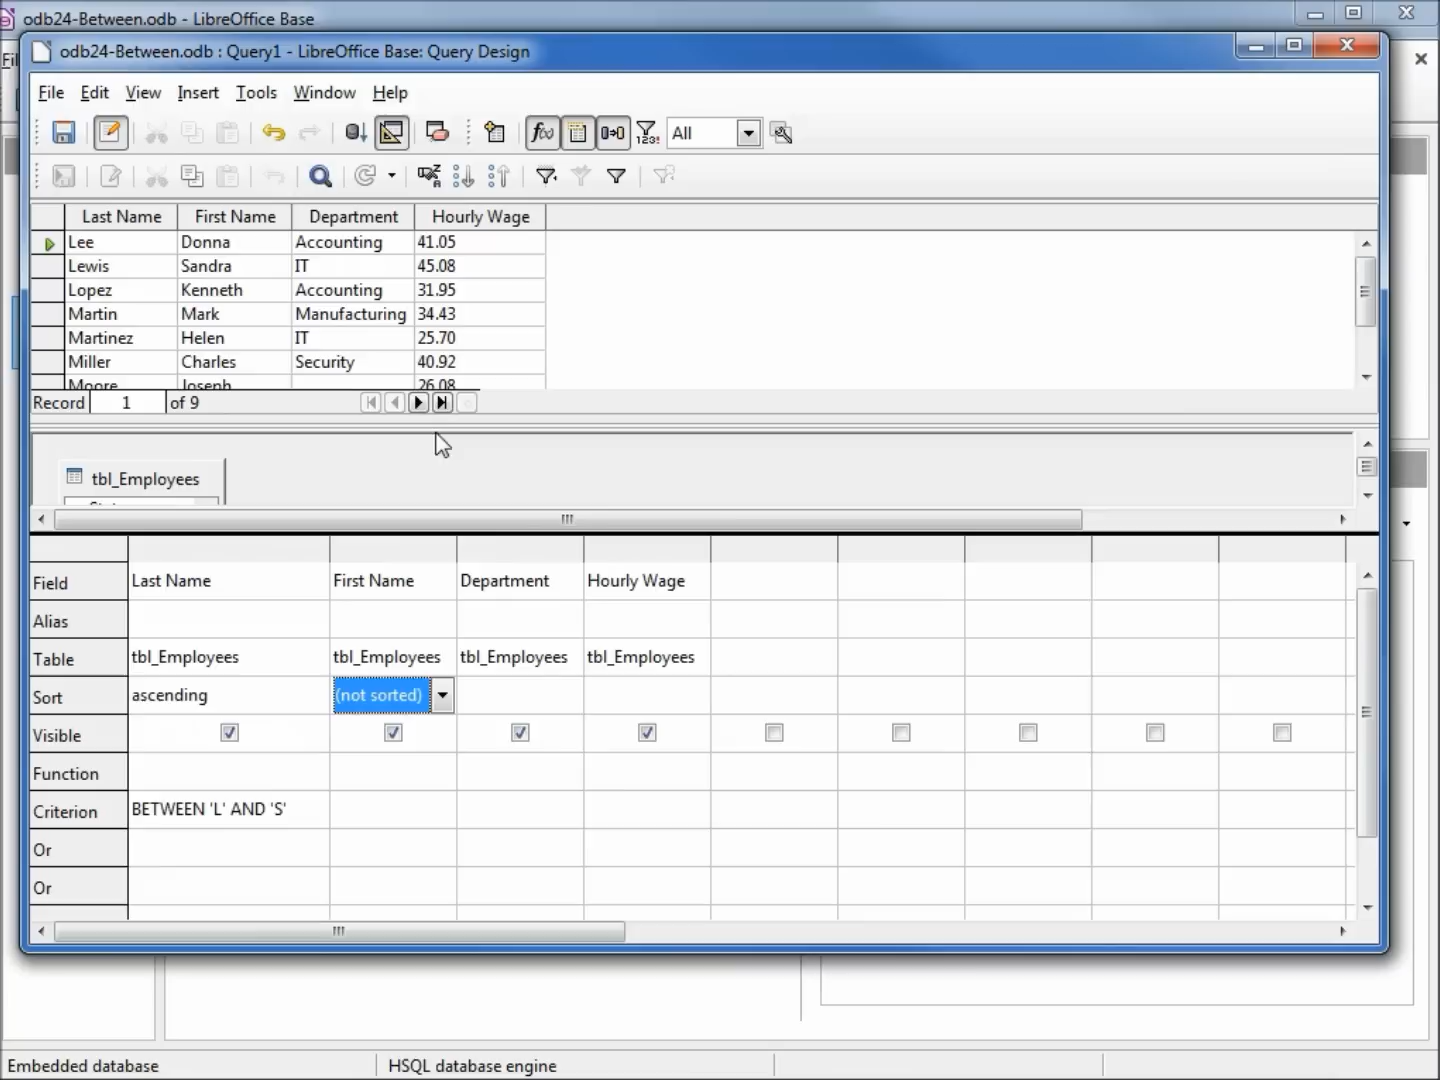 odb24-Between.odb - LibreOffice Base
odb24-Between.odb : Query1 - LibreOffice Base: Query Design
File Edit View Insert Tools Window Help
All
Last Name First Name Department Hourly Wage
Lee Donna Accounting 41.05
Lewis Sandra IT 45.08
Lopez Kenneth Accounting 31.95
Martin Mark Manufacturing 34.43
Martinez Helen IT 25.70
Miller Charles Security 40.92
Moore Joseph 26.08
Record 1 of 9
tbl_Employees
Field Last Name First Name Department Hourly Wage
Alias
Table tbl_Employees tbl_Employees tbl_Employees tbl_Employees
Sort ascending (not sorted)
Visible
Function
Criterion BETWEEN 'L' AND 'S'
Or
Or
Embedded database HSQL database engine